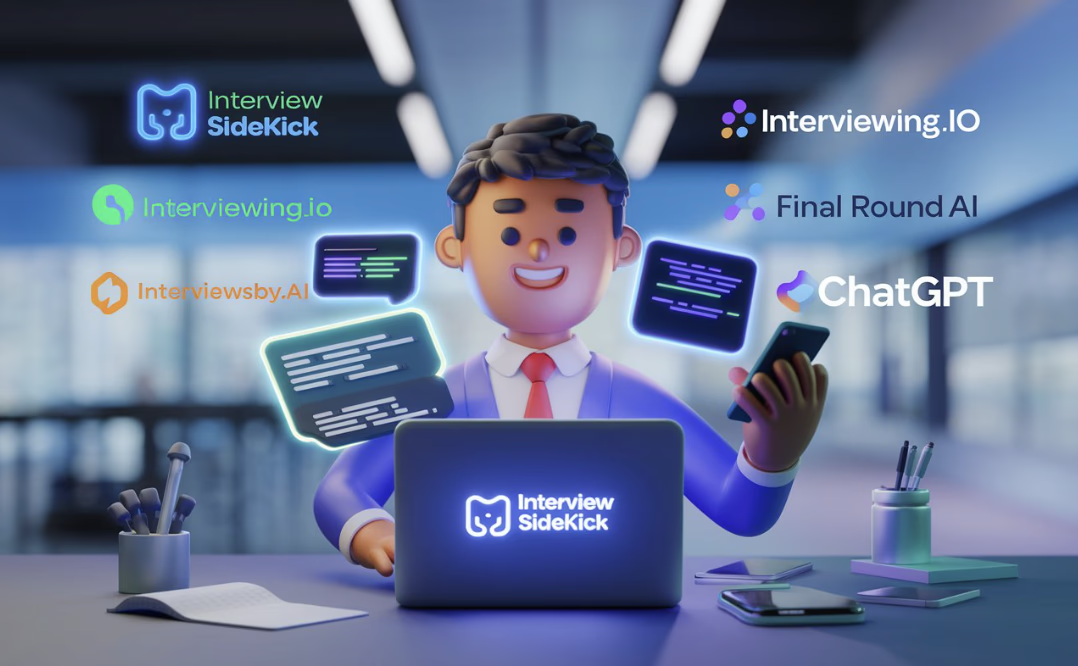 Interview
SideKick
Interviewing.io
Interviewsby.AI
Interviewing.IO
Final Round AI
ChatGPT
Interview
SideKick